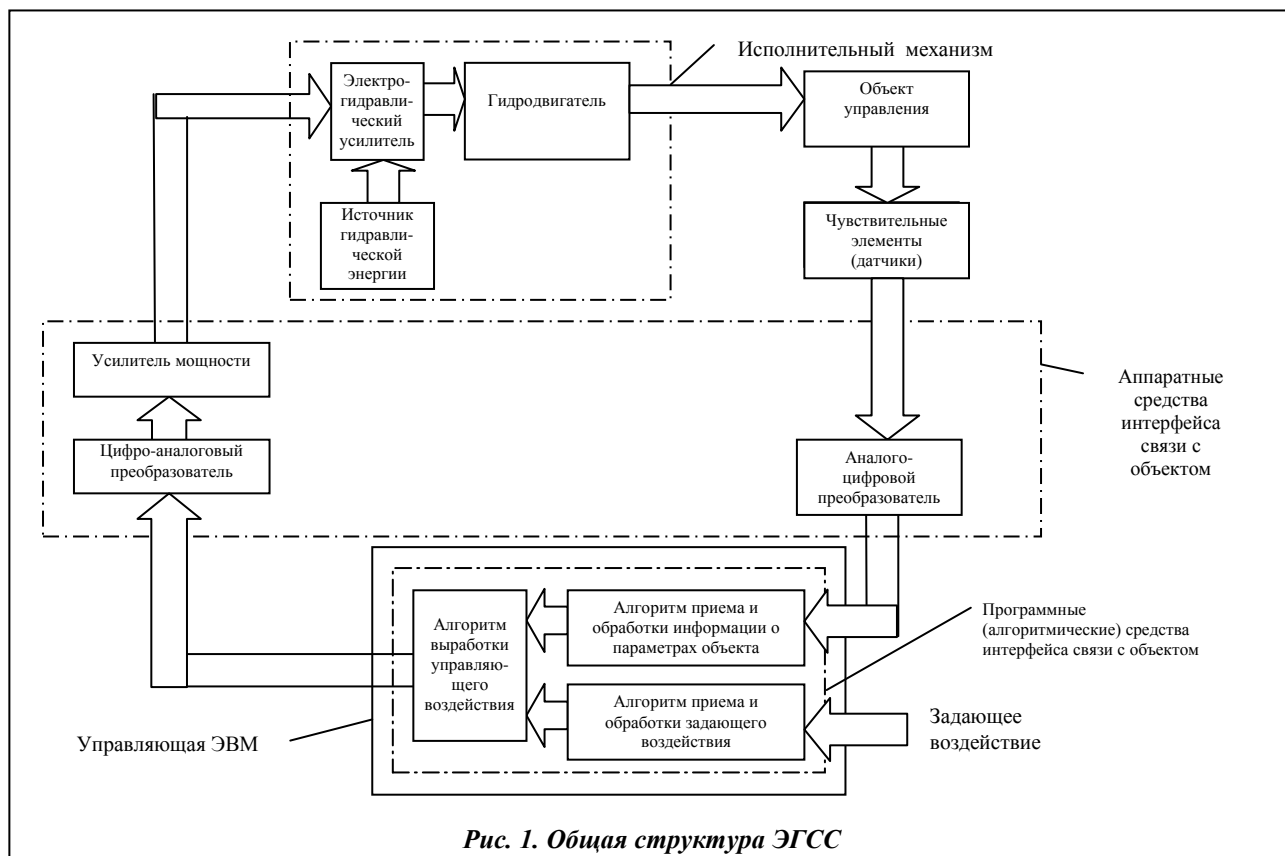 Исполнительный механизм
Электро-
гидравли-
ческий
усилитель
Гидродвигатель
Объект
управления
Источник
гидравли-
ческой
энергии
Чувствительные
элементы
(датчики)
Усилитель мощности
Цифро-аналоговый
преобразователь
Аналого-
цифровой
преобразователь
Аппаратные
средства
интерфейса
связи с
объектом
Алгоритм
выработки
управляю-
щего
воздействия
Алгоритм приема и
обработки информации о
параметрах объекта
Алгоритм приема и
обработки задающего
воздействия
Программные
(алгоритмические) средства
интерфейса связи с объектом
Управляющая ЭВМ
Задающее
воздействие
Рис. 1. Общая структура ЭГСС